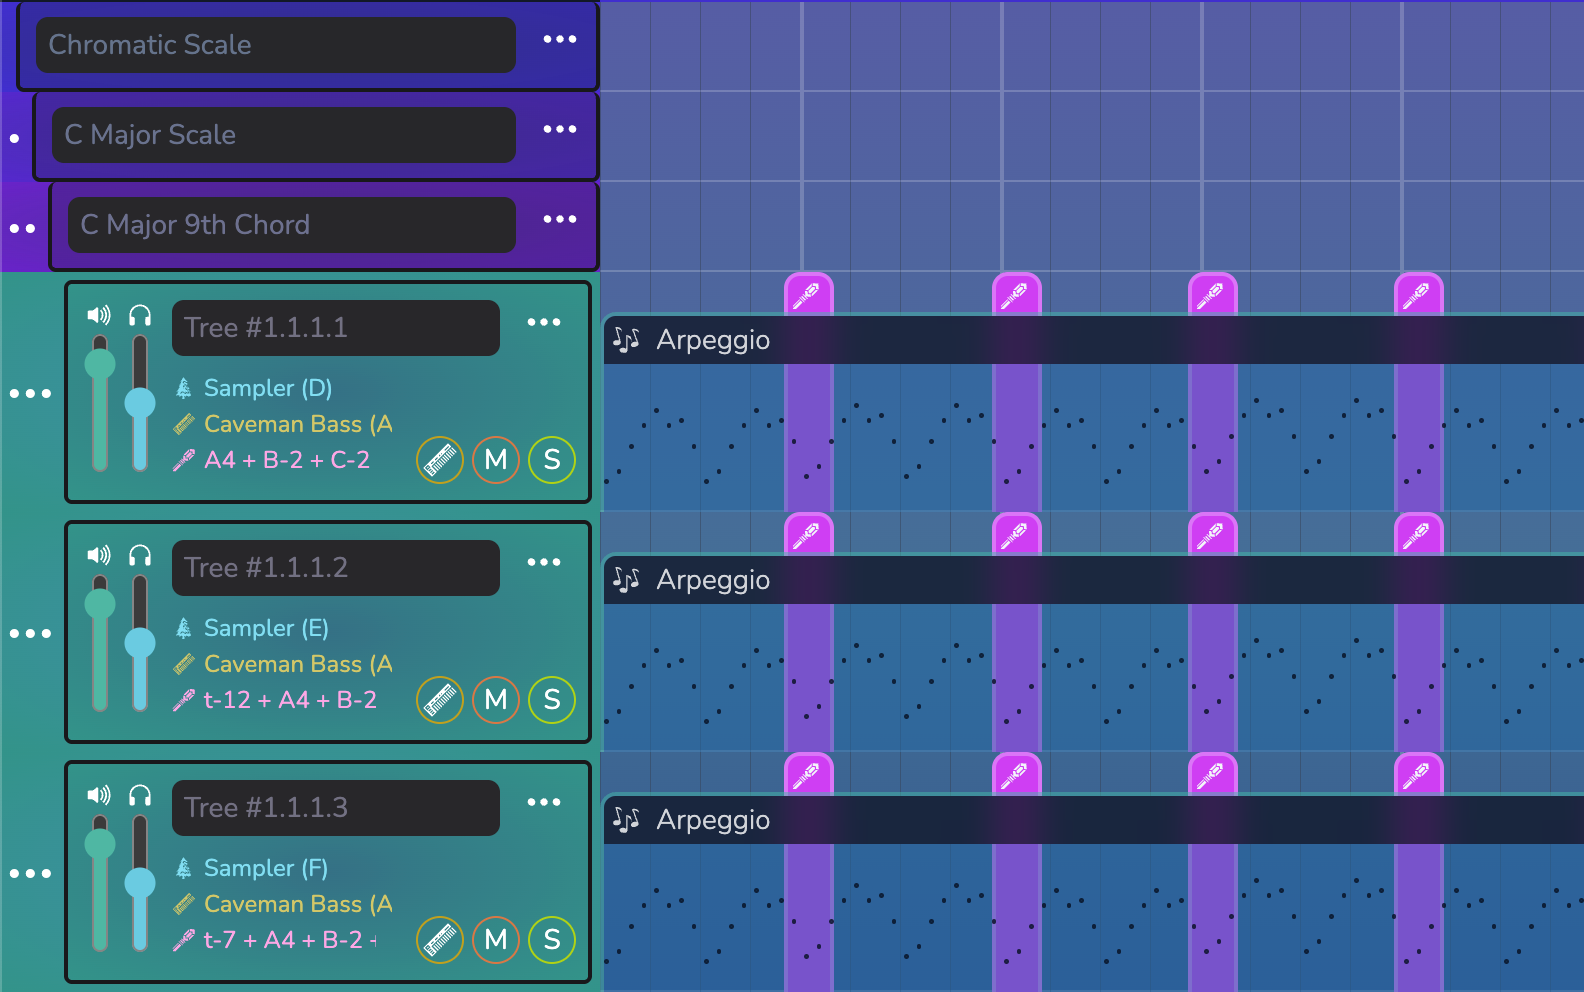 Chromatic Scale
C Major Scale
C Major 9th Chord
Tree #1.1.1.1
Arpeggio
Sampler (D)
Caveman Bass (A
A4 + B-2 + C-2
M S
Tree #1.1.1.2
Arpeggio
Sampler (E)
Caveman Bass (A
t-12 + A4 + B-2
M S
Tree #1.1.1.3
Arpeggio
Sampler (F)
Caveman Bass (A
t-7 + A4 + B-2 +
M S